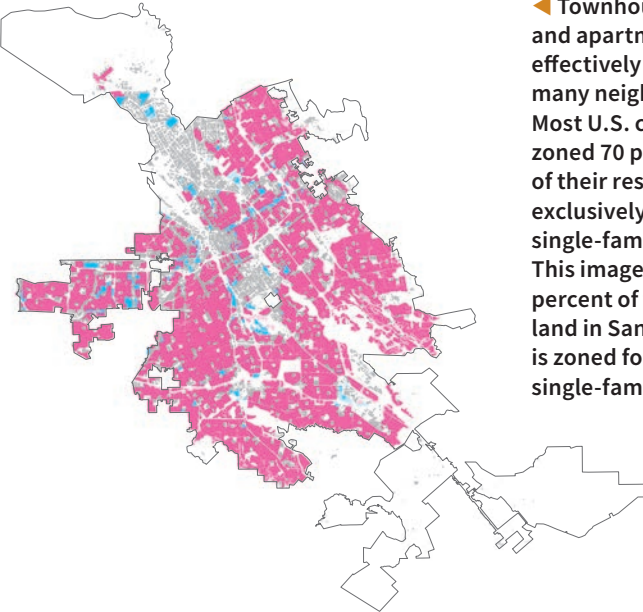 ◀ Townhou
and apartm
effectively
many neigh
Most U.S. c
zoned 70 p
of their res
exclusively
single-fam
This image
percent of
land in San
is zoned fo
single-fam